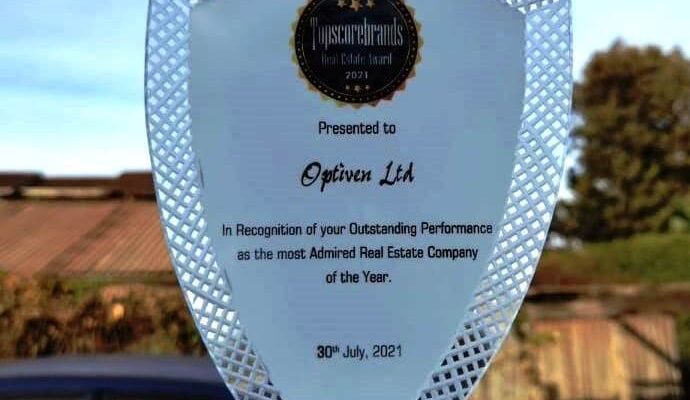 Topscorebrands
Real Estate Award
2021
Presented to
Optiven Ltd
In Recognition of your Outstanding Performance
as the most Admired Real Estate Company
of the Year.
30th July, 2021